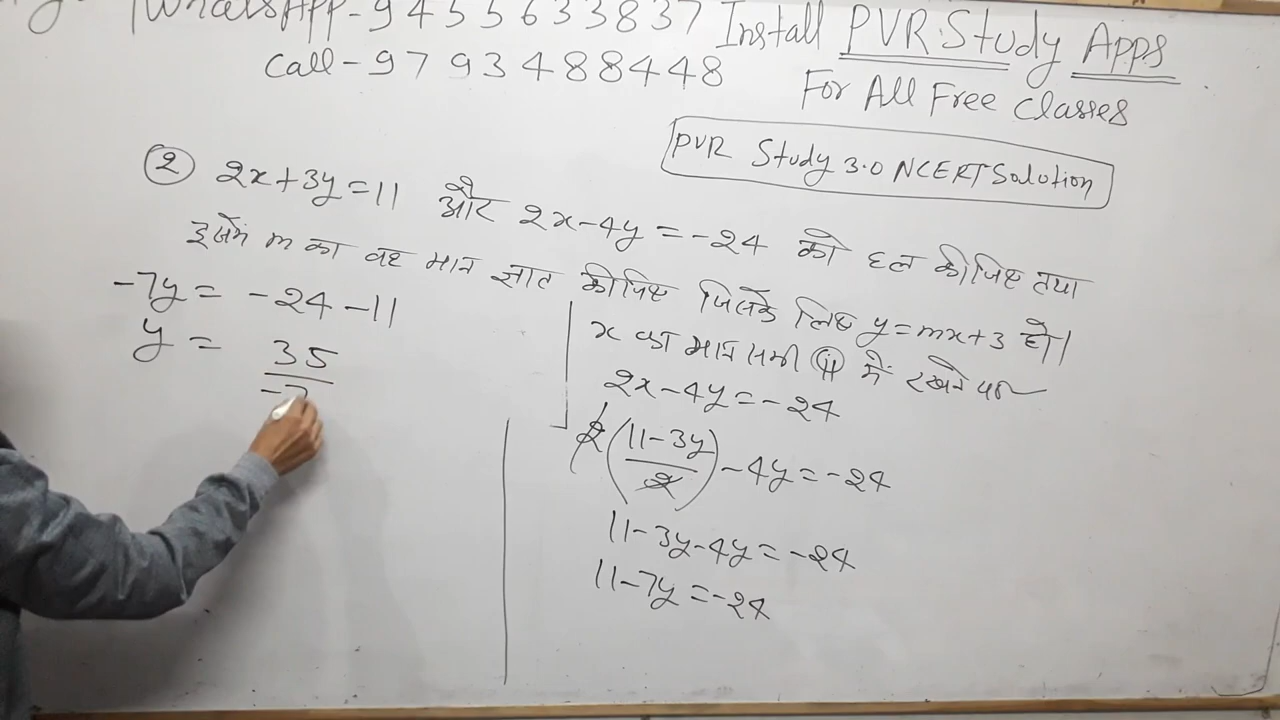 WhatsApp-9455633837 Install PVR Study Apps
Call-9793488448
For All Free Classes
PVR Study 3.0 NCERT Solution
② 2x+3y=11 और 2x-4y=-24 को हल कीजिए तथा
इससे m का वह मान ज्ञात कीजिए जिसके लिए y=mx+3 हो।
-7y = -24-11
y = 35/-7
x का मान समी (ii) में रखने पर
2x-4y=-24
2((11-3y)/2)-4y=-24
11-3y-4y=-24
11-7y=-24